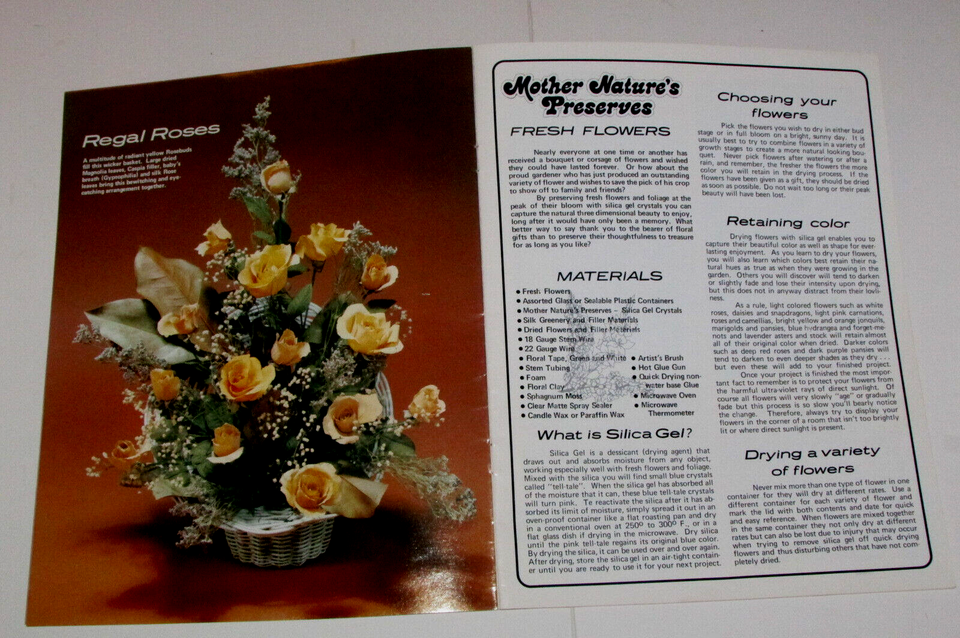 Regal Roses
A multitude of radiant yellow Rosebuds
fill this wicker basket. Large dried
Magnolia leaves, Caspia filler, baby's
breath (Gypsophilia) and silk Rose
leaves bring this bewitching and eye-
catching arrangement together.
Mother Nature's
Preserves
FRESH FLOWERS
Nearly everyone at one time or another has
received a bouquet or corsage of flowers and wished
they could have lasted forever. Or how about the
proud gardener who has just produced an outstanding
variety of flower and wishes to save the pick of his crop
to show off to family and friends?
By preserving fresh flowers and foliage at the
peak of their bloom with silica gel crystals you can
capture the natural three dimensional beauty to enjoy,
long after it would have only been a memory. What
better way to say thank you to the bearer of floral
gifts than to preserve their thoughtfulness to treasure
for as long as you like?
MATERIALS
• Fresh Flowers
• Assorted Glass or Sealable Plastic Containers
• Mother Nature's Preserves – Silica Gel Crystals
• Silk Greenery and Filler Materials
• Dried Flowers and Filler Materials
• 18 Gauge Stem Wire
• 22 Gauge Wire
• Floral Tape, Green and White
• Stem Tubing
• Foam
• Floral Clay
• Sphagnum Moss
• Clear Matte Spray Sealer
• Candle Wax or Paraffin Wax
• Artist's Brush
• Hot Glue Gun
• Quick Drying non-
water base Glue
• Microwave Oven
• Microwave
Thermometer
What is Silica Gel?
Silica Gel is a dessicant (drying agent) that
draws out and absorbs moisture from any object,
working especially well with fresh flowers and foliage.
Mixed with the silica you will find small blue crystals
called "tell-tale". When the silica gel has absorbed all
of the moisture that it can, these blue tell-tale crystals
will turn pink. To reactivate the silica after it has ab-
sorbed its limit of moisture, simply spread it out in an
oven-proof container like a flat roasting pan and dry
in a conventional oven at 250º to 300º F., or in a
flat glass dish if drying in the microwave. Dry silica
until the pink tell-tale regains its original blue color.
By drying the silica, it can be used over and over again.
After drying, store the silica gel in an air-tight contain-
er until you are ready to use it for your next project.
Choosing your
flowers
Pick the flowers you wish to dry in either bud
stage or in full bloom on a bright, sunny day. It is
usually best to try to combine flowers in a variety of
growth stages to create a more natural looking bou-
quet. Never pick flowers after watering or after a
rain, and remember, the fresher the flowers the more
color you will retain in the drying process. If the
flowers have been given as a gift, they should be dried
as soon as possible. Do not wait too long or their peak
beauty will have been lost.
Retaining color
Drying flowers with silica gel enables you to
capture their beautiful color as well as shape for ever-
lasting enjoyment. As you learn to dry your flowers,
you will also learn which colors best retain their na-
tural hues as true as when they were growing in the
garden. Others you will discover will tend to darken
or slightly fade and lose their intensity upon drying,
but this does not in anyway distract from their lovli-
ness.
As a rule, light colored flowers such as white
roses, daisies and snapdragons, light pink carnations,
roses and camellias, bright yellow and orange jonquils,
marigolds and pansies, blue hydrangea and forget-me-
nots and lavender asters and stock will retain almost
all of their original color when dried. Darker colors
such as deep red roses and dark purple pansies will
tend to darken to even deeper shades as they dry . . .
but even these will add to your finished project.
Once your project is finished the most impor-
tant fact to remember is to protect your flowers from
the harmful ultra-violet rays of direct sunlight. Of
course all flowers will very slowly "age" or gradually
fade but this process is so slow you'll bearly notice
the change. Therefore, always try to display your
flowers in the corner of a room that isn't too brightly
lit or where direct sunlight is present.
Drying a variety
of flowers
Never mix more than one type of flower in one
container for they will dry at different rates. Use a
different container for each variety of flower and
mark the lid with both contents and date for quick
and easy reference. When flowers are mixed together
in the same container they not only dry at different
rates but can also be lost due to injury that may occur
when trying to remove silica gel off quick drying
flowers and thus disturbing others that have not com-
pletely dried.